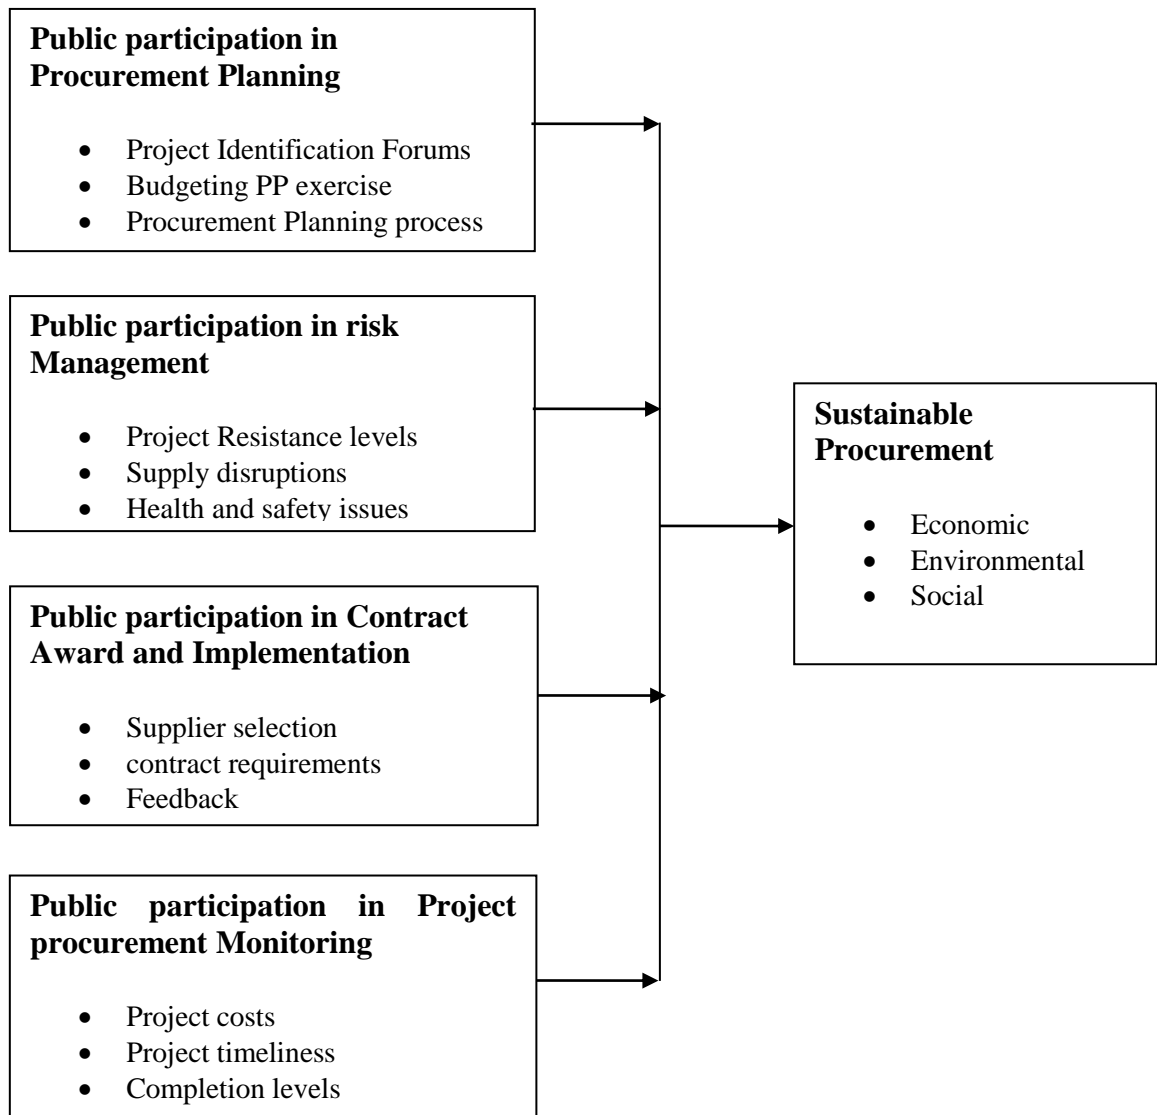 Public participation in
Procurement Planning
• Project Identification Forums
• Budgeting PP exercise
• Procurement Planning process
Public participation in risk
Management
• Project Resistance levels
• Supply disruptions
• Health and safety issues
Public participation in Contract
Award and Implementation
• Supplier selection
• contract requirements
• Feedback
Public participation in Project
procurement Monitoring
• Project costs
• Project timeliness
• Completion levels
Sustainable
Procurement
• Economic
• Environmental
• Social